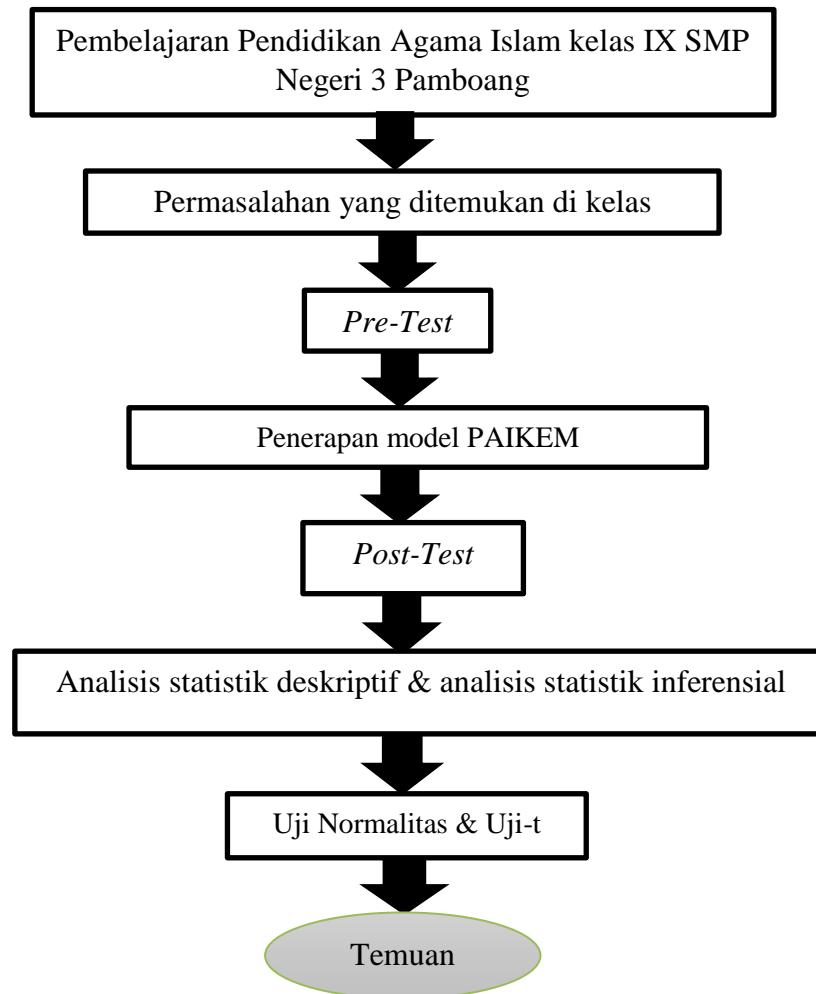 Pembelajaran Pendidikan Agama Islam kelas IX SMP
Negeri 3 Pamboang
Permasalahan yang ditemukan di kelas
Pre-Test
Penerapan model PAIKEM
Post-Test
Analisis statistik deskriptif & analisis statistik inferensial
Uji Normalitas & Uji-t
Temuan